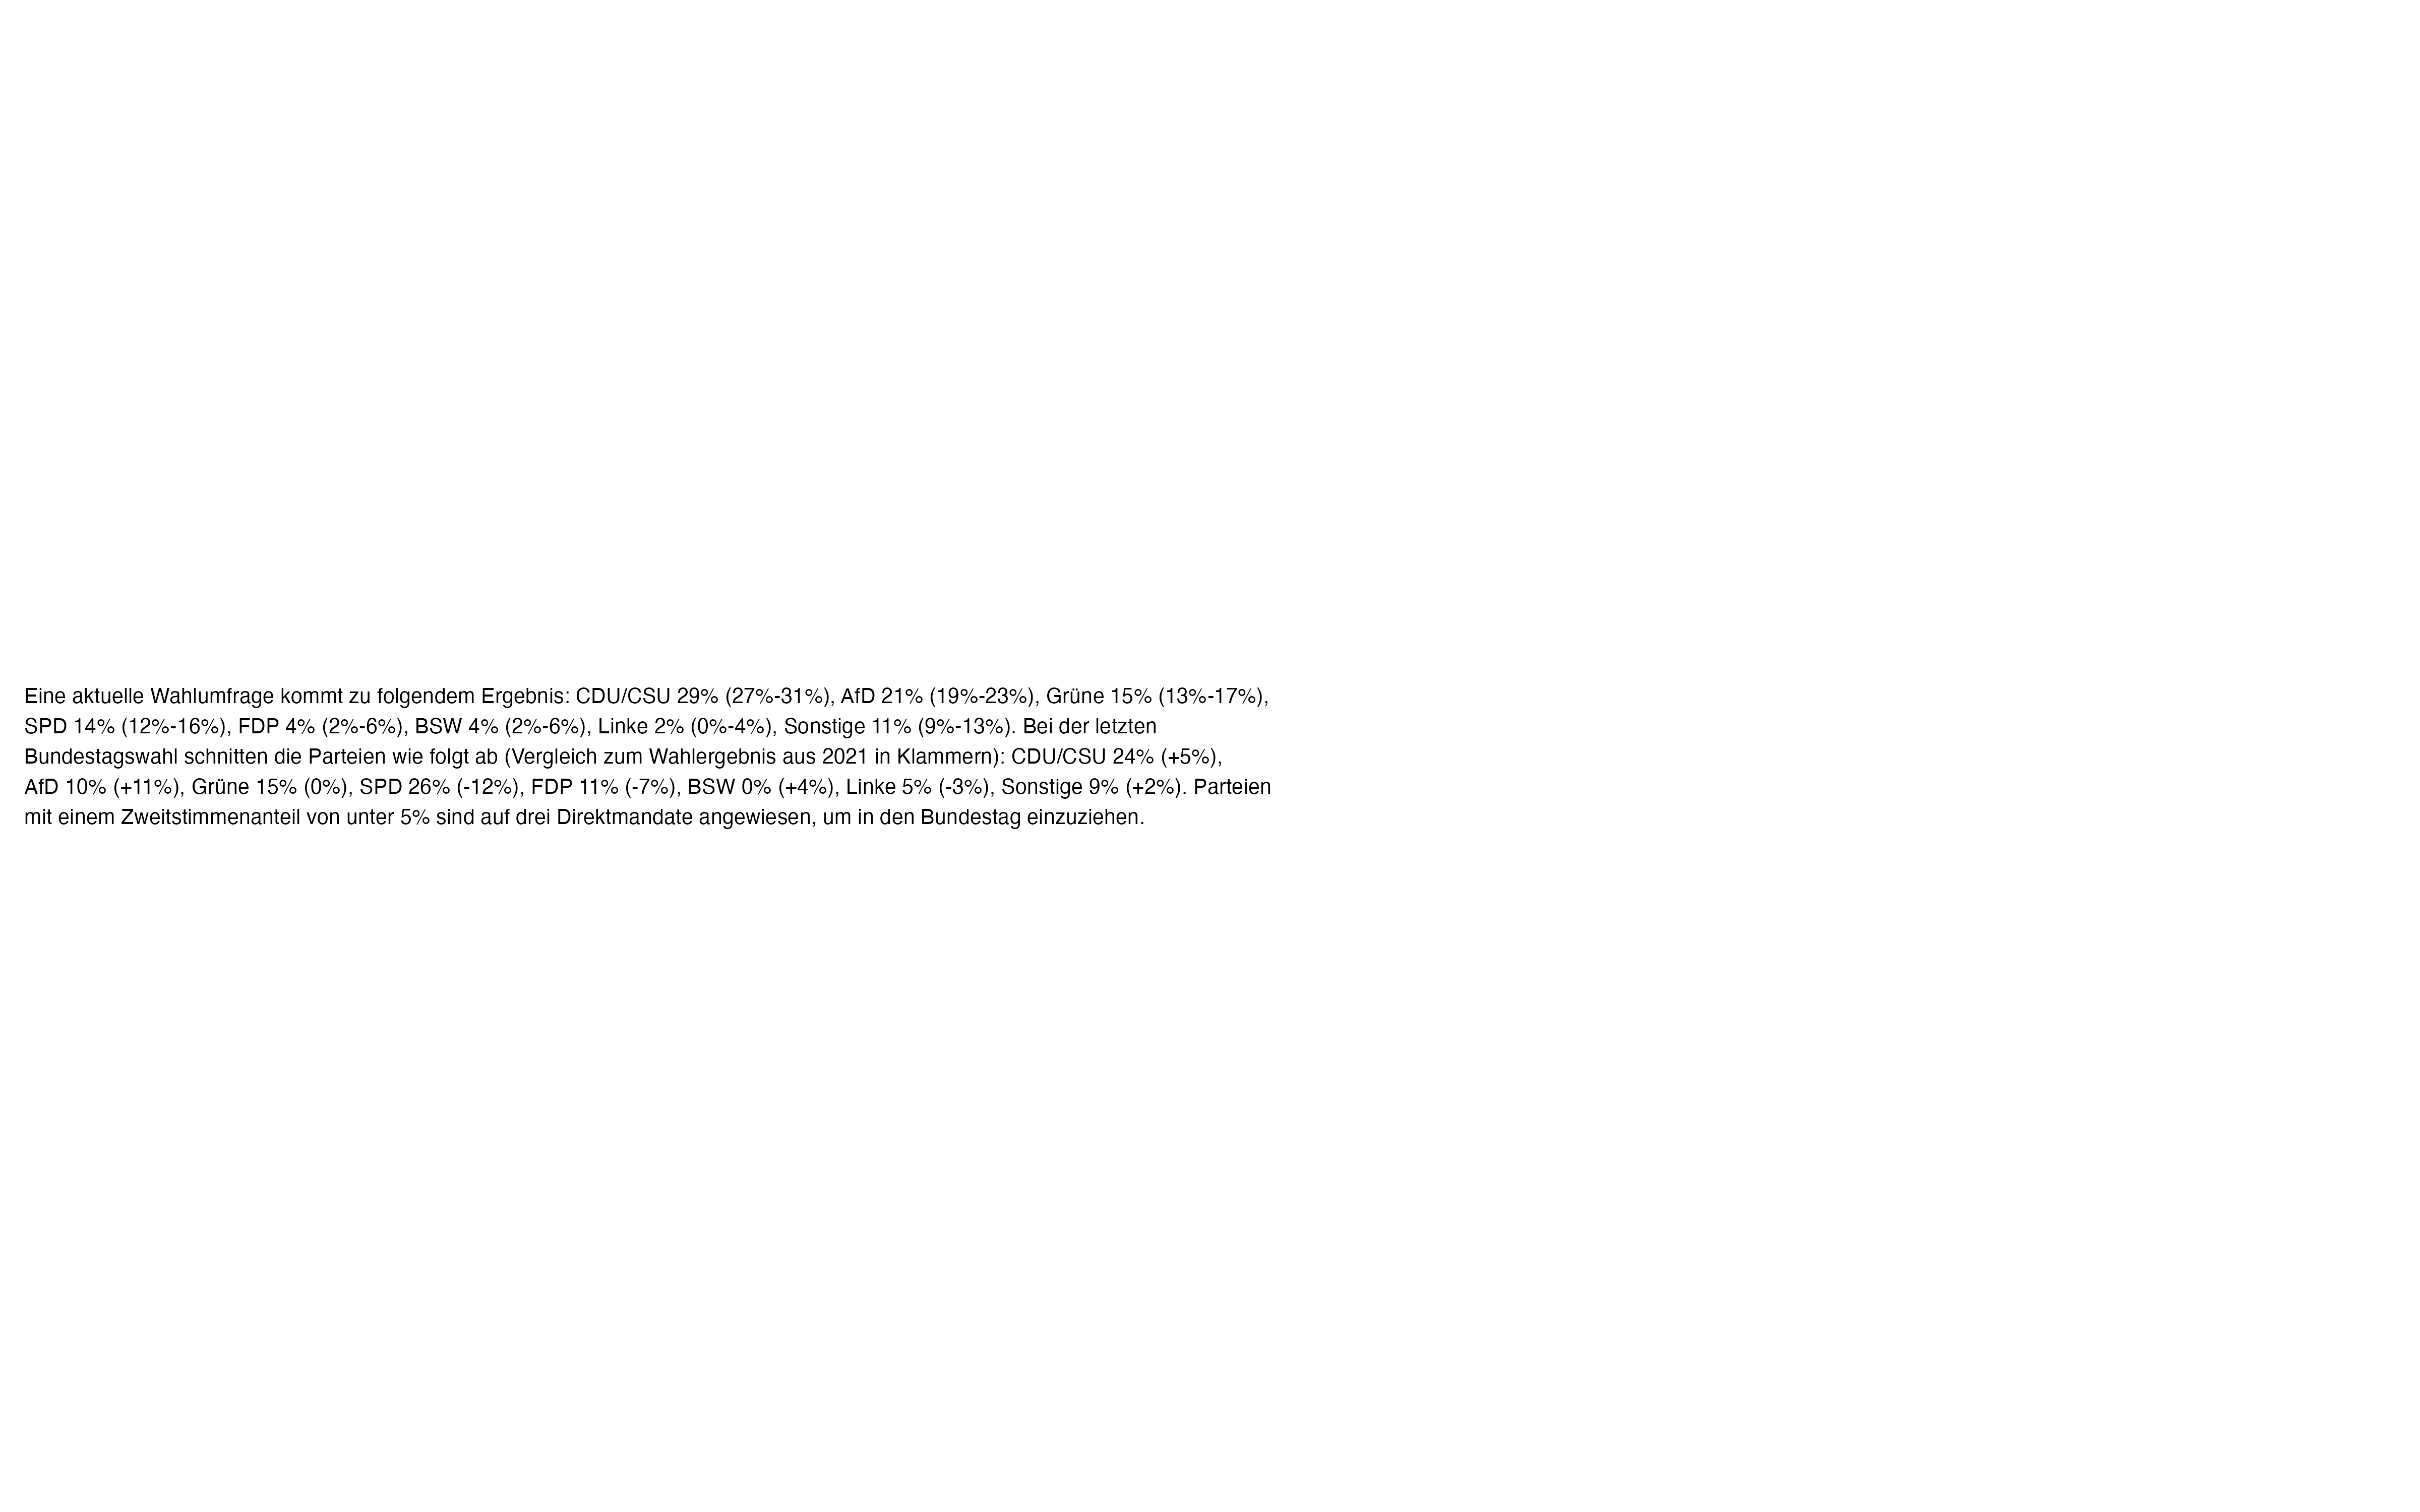 Eine aktuelle Wahlumfrage kommt zu folgendem Ergebnis: CDU/CSU 29% (27%-31%), AfD 21% (19%-23%), Grüne 15% (13%-17%),
SPD 14% (12%-16%), FDP 4% (2%-6%), BSW 4% (2%-6%), Linke 2% (0%-4%), Sonstige 11% (9%-13%). Bei der letzten
Bundestagswahl schnitten die Parteien wie folgt ab (Vergleich zum Wahlergebnis aus 2021 in Klammern): CDU/CSU 24% (+5%),
AfD 10% (+11%), Grüne 15% (0%), SPD 26% (-12%), FDP 11% (-7%), BSW 0% (+4%), Linke 5% (-3%), Sonstige 9% (+2%). Parteien
mit einem Zweitstimmenanteil von unter 5% sind auf drei Direktmandate angewiesen, um in den Bundestag einzuziehen.